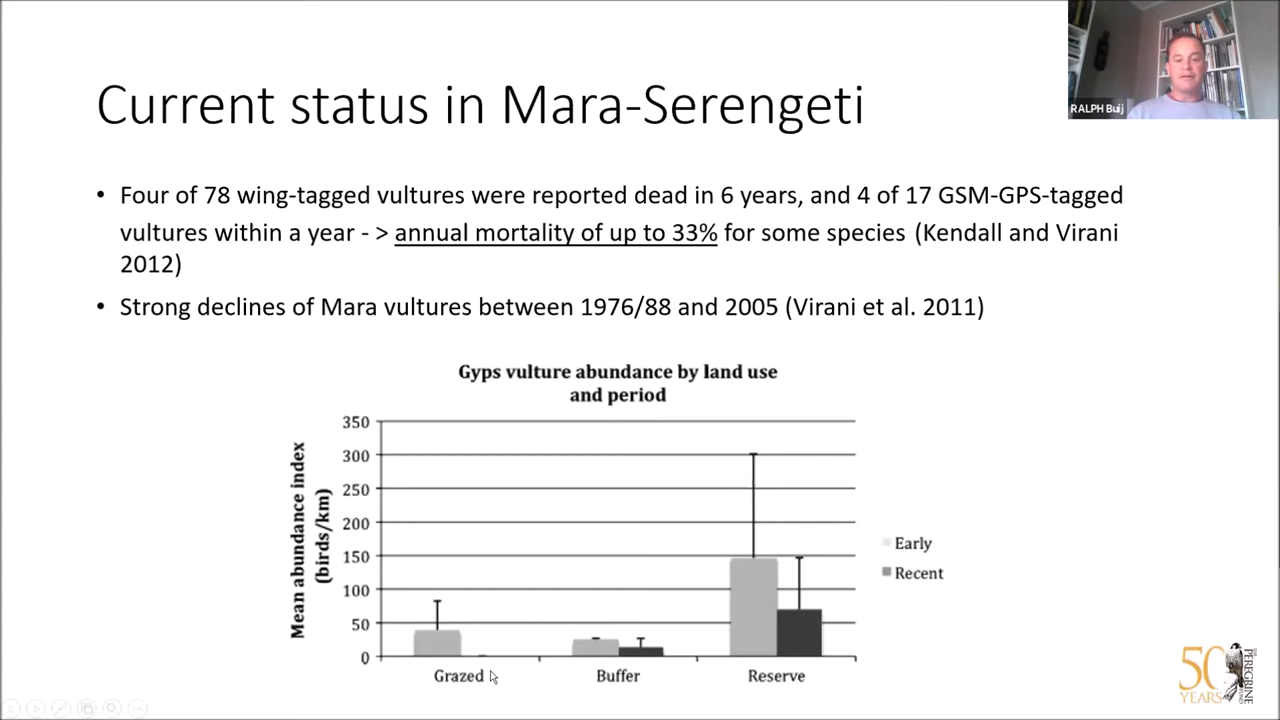 RALPH Buij
Current status in Mara-Serengeti
• Four of 78 wing-tagged vultures were reported dead in 6 years, and 4 of 17 GSM-GPS-tagged
vultures within a year - > annual mortality of up to 33% for some species (Kendall and Virani
2012)
• Strong declines of Mara vultures between 1976/88 and 2005 (Virani et al. 2011)
Gyps vulture abundance by land use
and period
Mean abundance index
(birds/km)
350
300
250
200
150
100
50
0
Grazed
Buffer
Reserve
Early
Recent
50
YEARS
THE
PEREGRINE
FUND